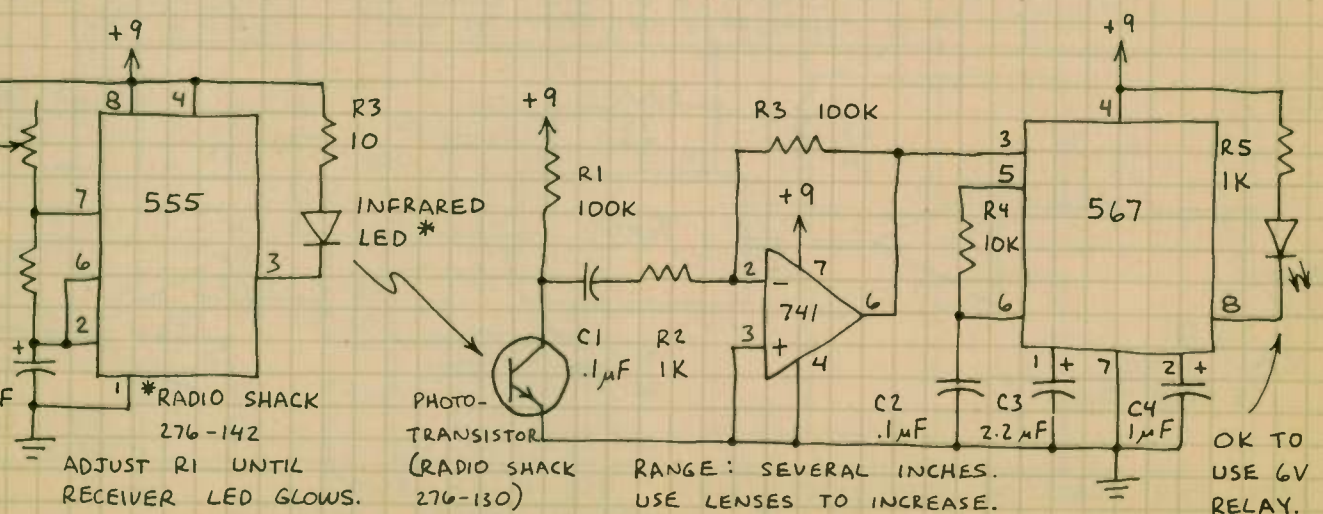 +9
8 4
R3
10
555
7
6
2
3
1
F
INFRARED
LED *
*RADIO SHACK
276-142
ADJUST R1 UNTIL
RECEIVER LED GLOWS.
+9
R1
100K
C1
.1µF
R2
1K
PHOTO-
TRANSISTOR
(RADIO SHACK
276-130)
R3 100K
+9
2
-
7
741
6
3
+
4
RANGE: SEVERAL INCHES.
USE LENSES TO INCREASE.
+9
4
3
5
567
R4
10K
6
R5
1K
8
1 +
7
2 +
C2
.1µF
C3
2.2µF
C4
1µF
OK TO
USE 6V
RELAY.
+